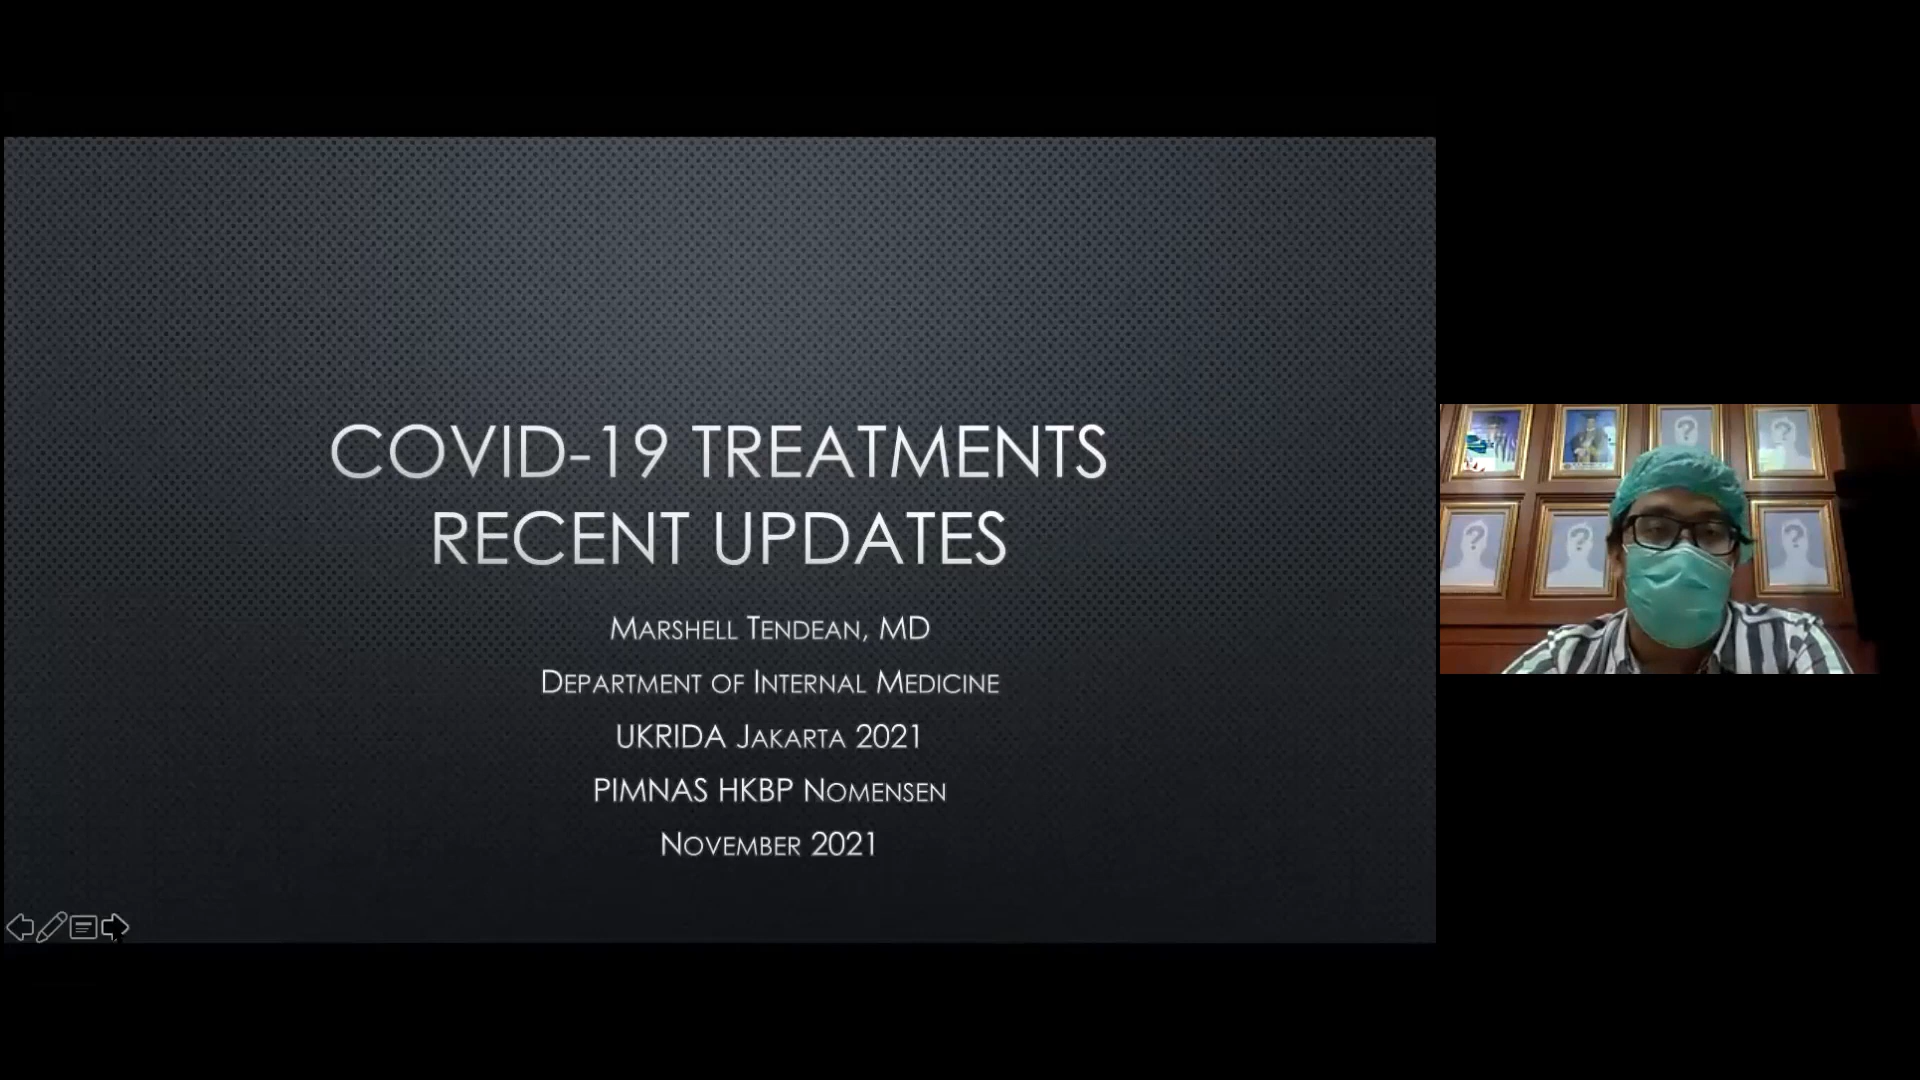 COVID-19 TREATMENTS
RECENT UPDATES
MARSHELL TENDEAN, MD
DEPARTMENT OF INTERNAL MEDICINE
UKRIDA JAKARTA 2021
PIMNAS HKBP NOMENSEN
NOVEMBER 2021
? ?
? ? ?